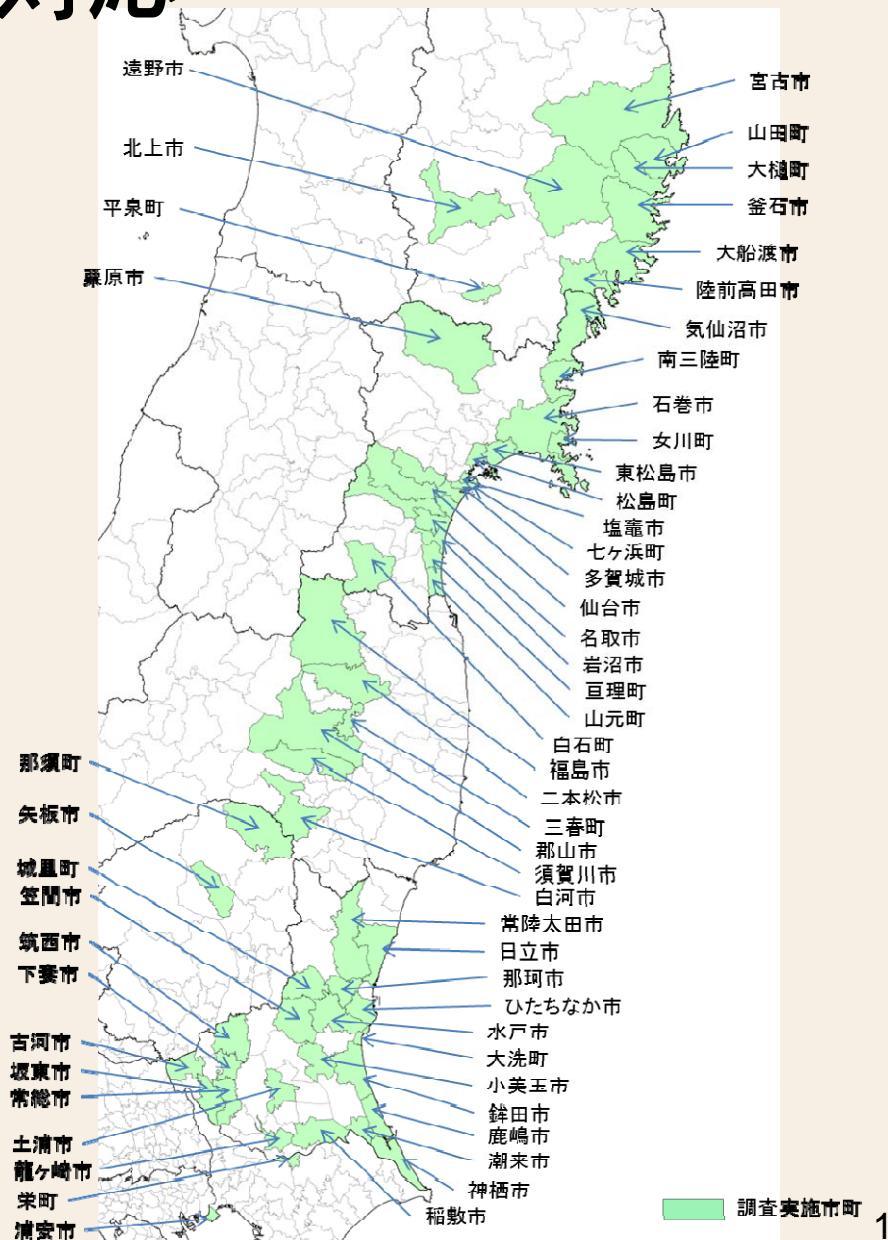 遠野市
北上市
平泉町
栗原市
宮古市
山田町
大槌町
釜石市
大船渡市
陸前高田市
気仙沼市
南三陸町
石巻市
女川町
東松島市
松島町
塩竈市
七ヶ浜町
多賀城市
仙台市
名取市
岩沼市
亘理町
山元町
白石町
福島市
二本松市
三春町
郡山市
須賀川市
白河市
常陸太田市
日立市
那珂市
ひたちなか市
水戸市
大洗町
小美玉市
鉾田市
鹿嶋市
潮来市
神栖市
稲敷市
那須町
矢板市
城里町
笠間市
筑西市
下妻市
古河市
坂東市
常総市
土浦市
龍ヶ崎市
栄町
浦安市
調査実施市町
1